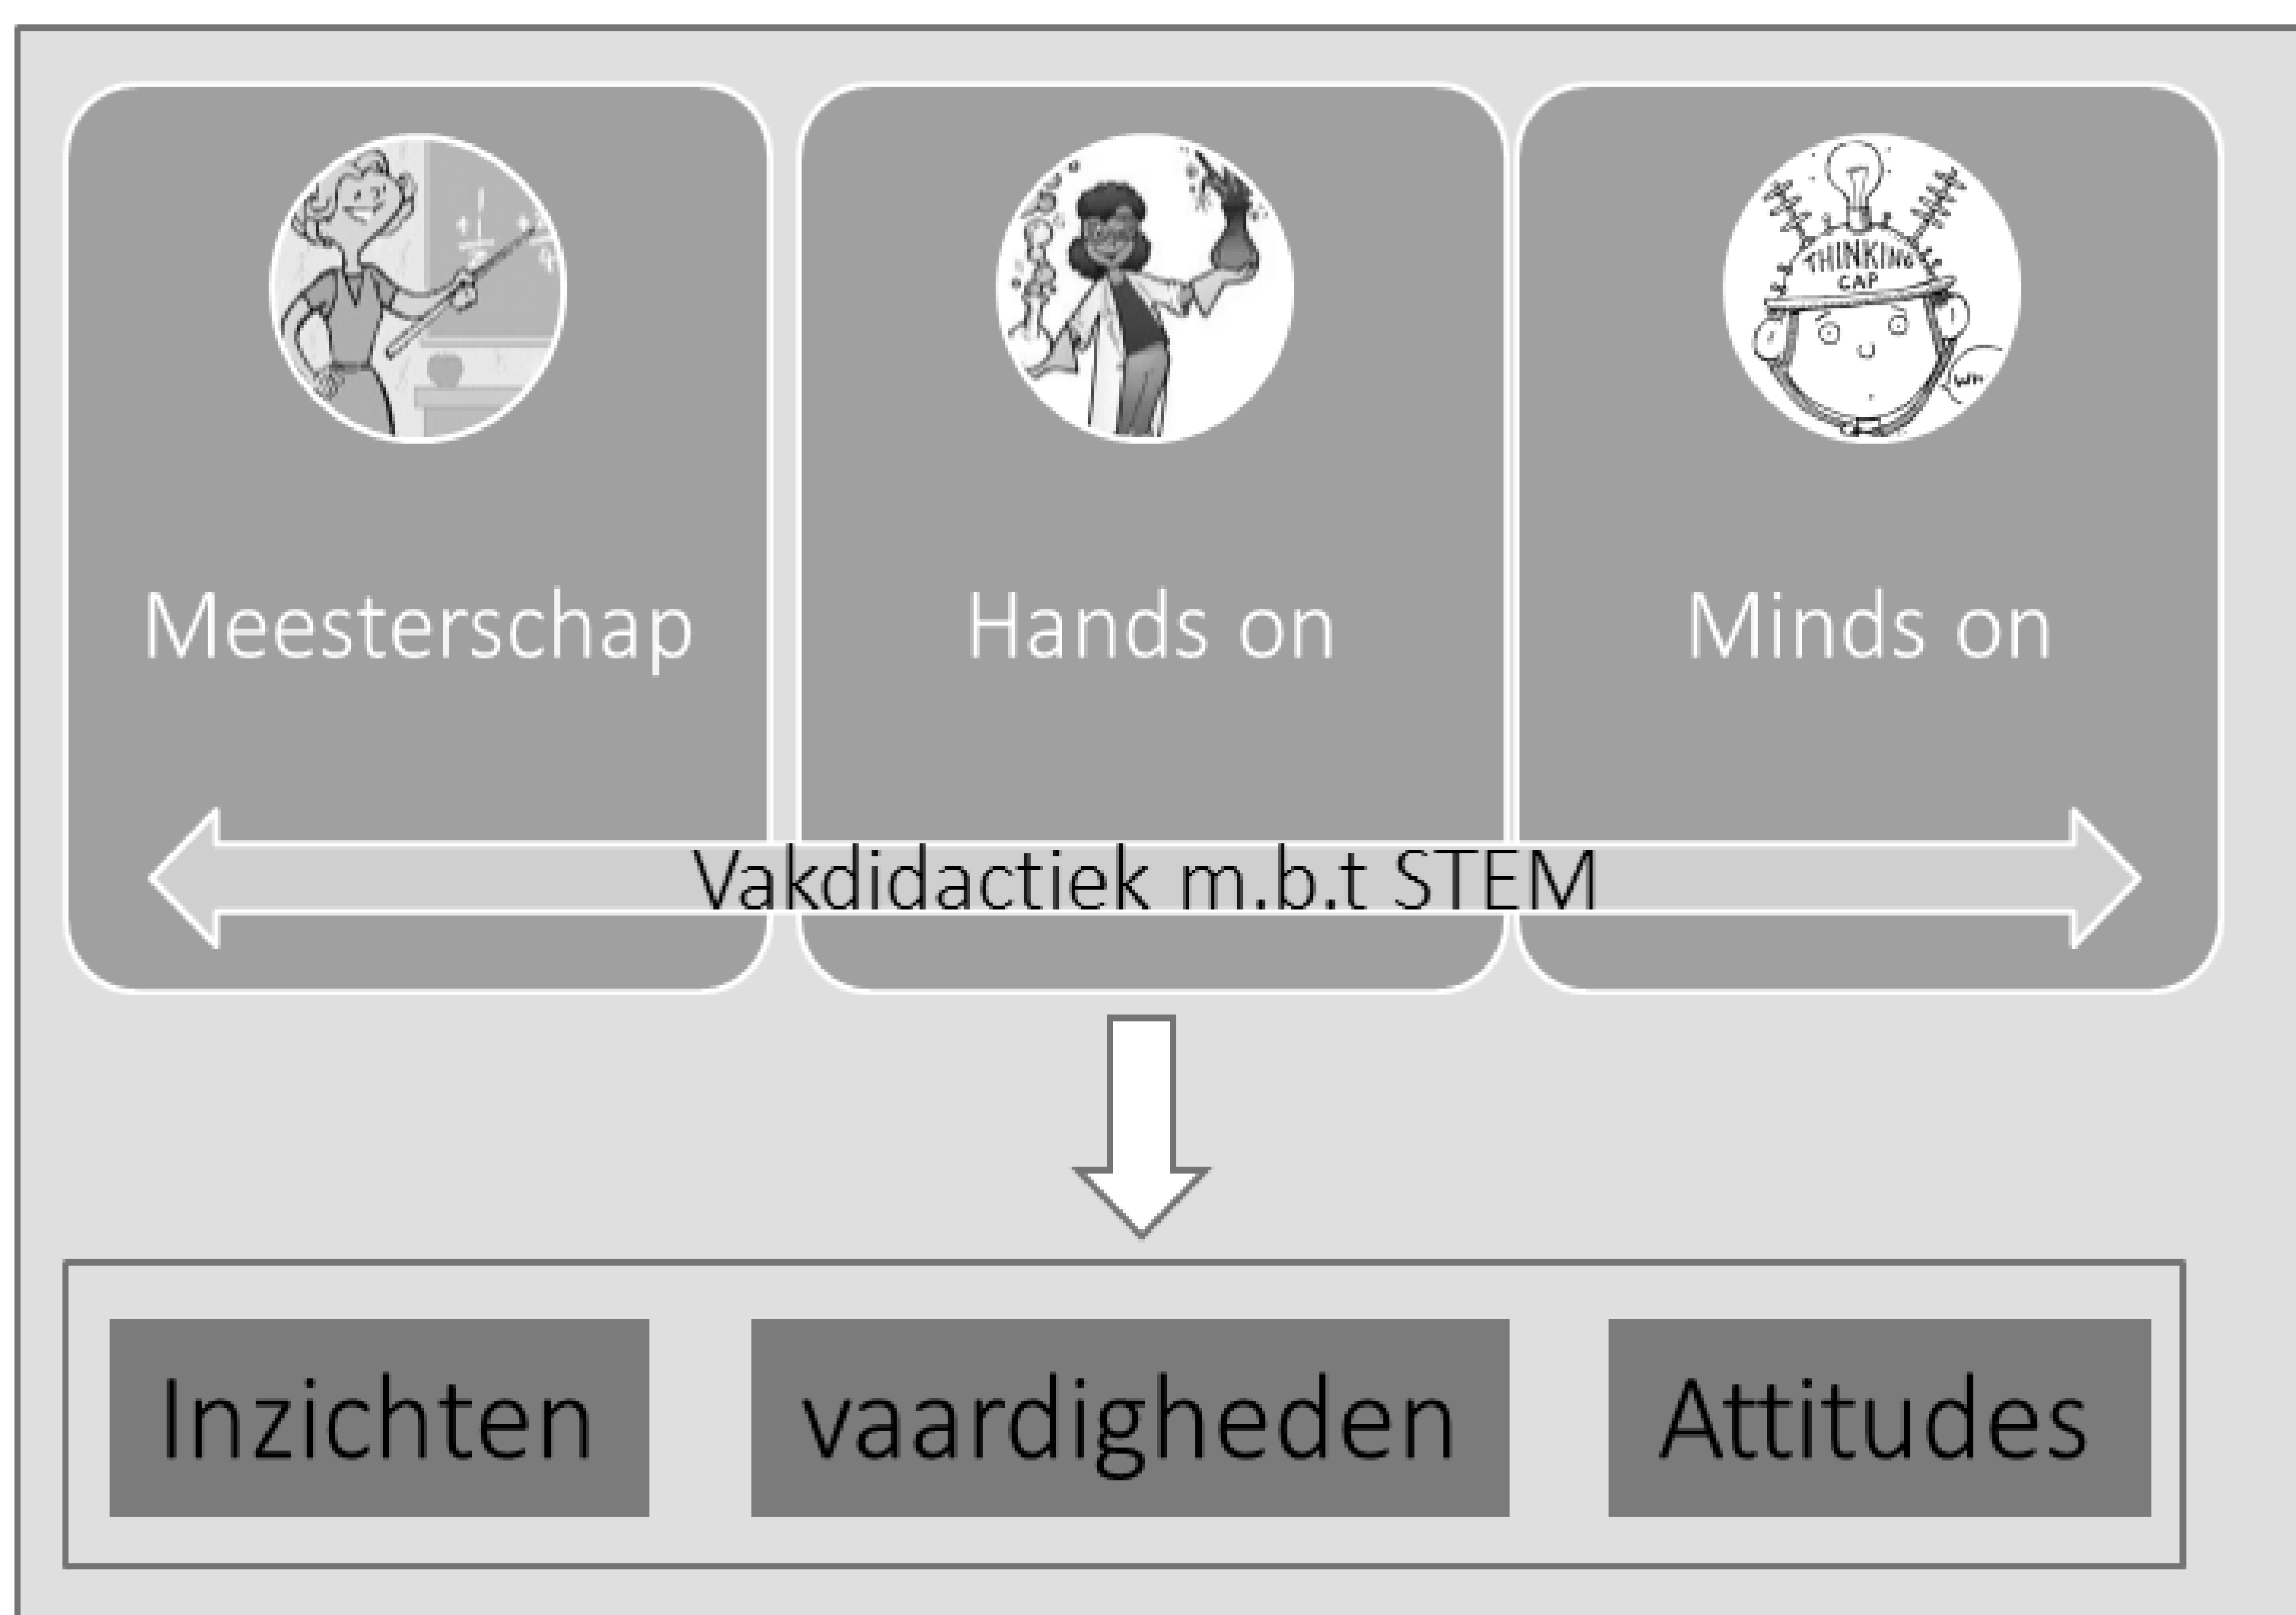 THINKING
CAP
Meesterschap
Hands on
Minds on
Vakdidactiek m.b.t STEM
Inzichten
vaardigheden
Attitudes